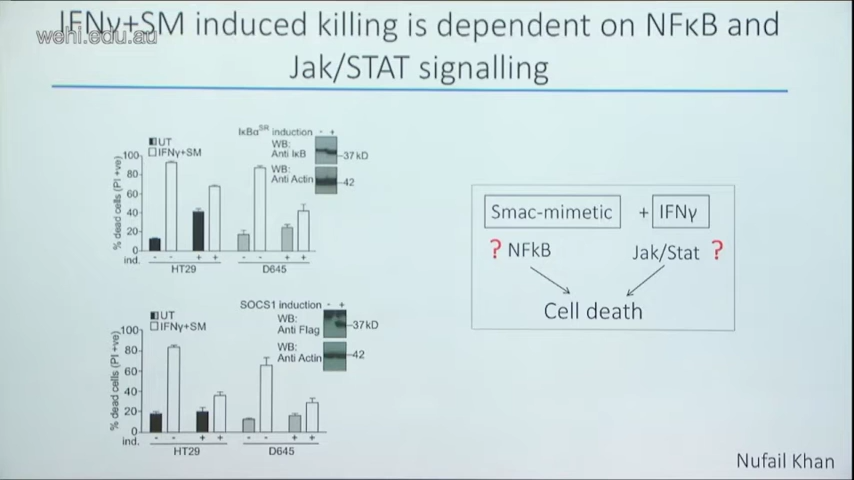 IFNγ+SM induced killing is dependent on NFκB and
wehi.edu.au
Jak/STAT signalling
IκBα^SR induction - +
UT
IFNγ+SM
WB:
Anti IκB
37kD
WB:
Anti Actin
42
% dead cells (PI +ve)
100
80
60
40
20
0
ind. - - + + - - + +
HT29 D645
SOCS1 induction - +
UT
IFNγ+SM
WB:
Anti Flag
37kD
WB:
Anti Actin
42
% dead cells (PI +ve)
100
80
60
40
20
0
ind. - - + + - - + +
HT29 D645
Smac-mimetic + IFNγ
? NFkB Jak/Stat ?
Cell death
Nufail Khan